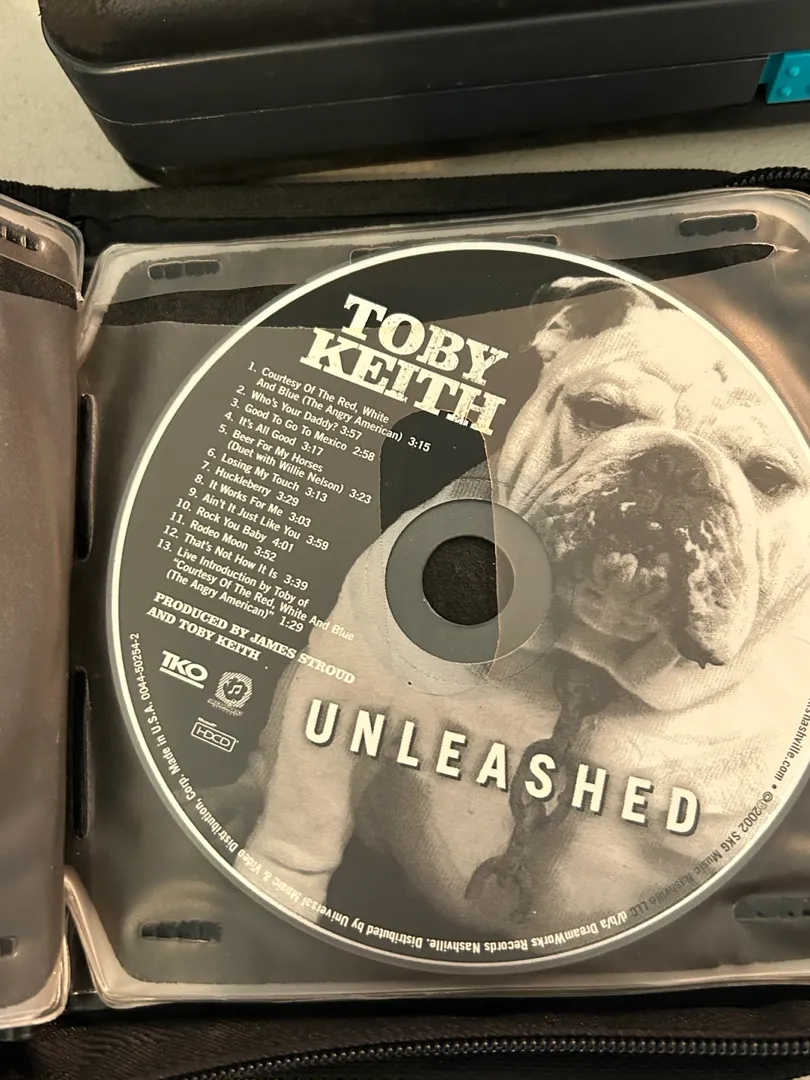 TOBY
KEITH
1. Courtesy Of The Red, White
And Blue (The Angry American) 3:15
2. Who's Your Daddy? 3:57
3. Good To Go To Mexico 2:58
4. It's All Good 3:17
5. Beer For My Horses
(Duet with Willie Nelson) 3:23
6. Losing My Touch 3:13
7. Huckleberry 3:29
8. It Works For Me 3:03
9. Ain't It Just Like You 3:59
10. Rock You Baby 4:01
11. Rodeo Moon 3:52
12. That's Not How It Is 3:39
13. Live Introduction by Toby of
"Courtesy Of The Red, White And Blue
(The Angry American)" 1:29
PRODUCED BY JAMES STROUD
AND TOBY KEITH
TKO
HDCD
UNLEASHED
nashville.com • ℗©2002 SKG Music Nashville LLC d/b/a DreamWorks Records Nashville. Distributed by Universal Music & Video Distribution, Corp. Made in U.S.A. 0044-50254-2